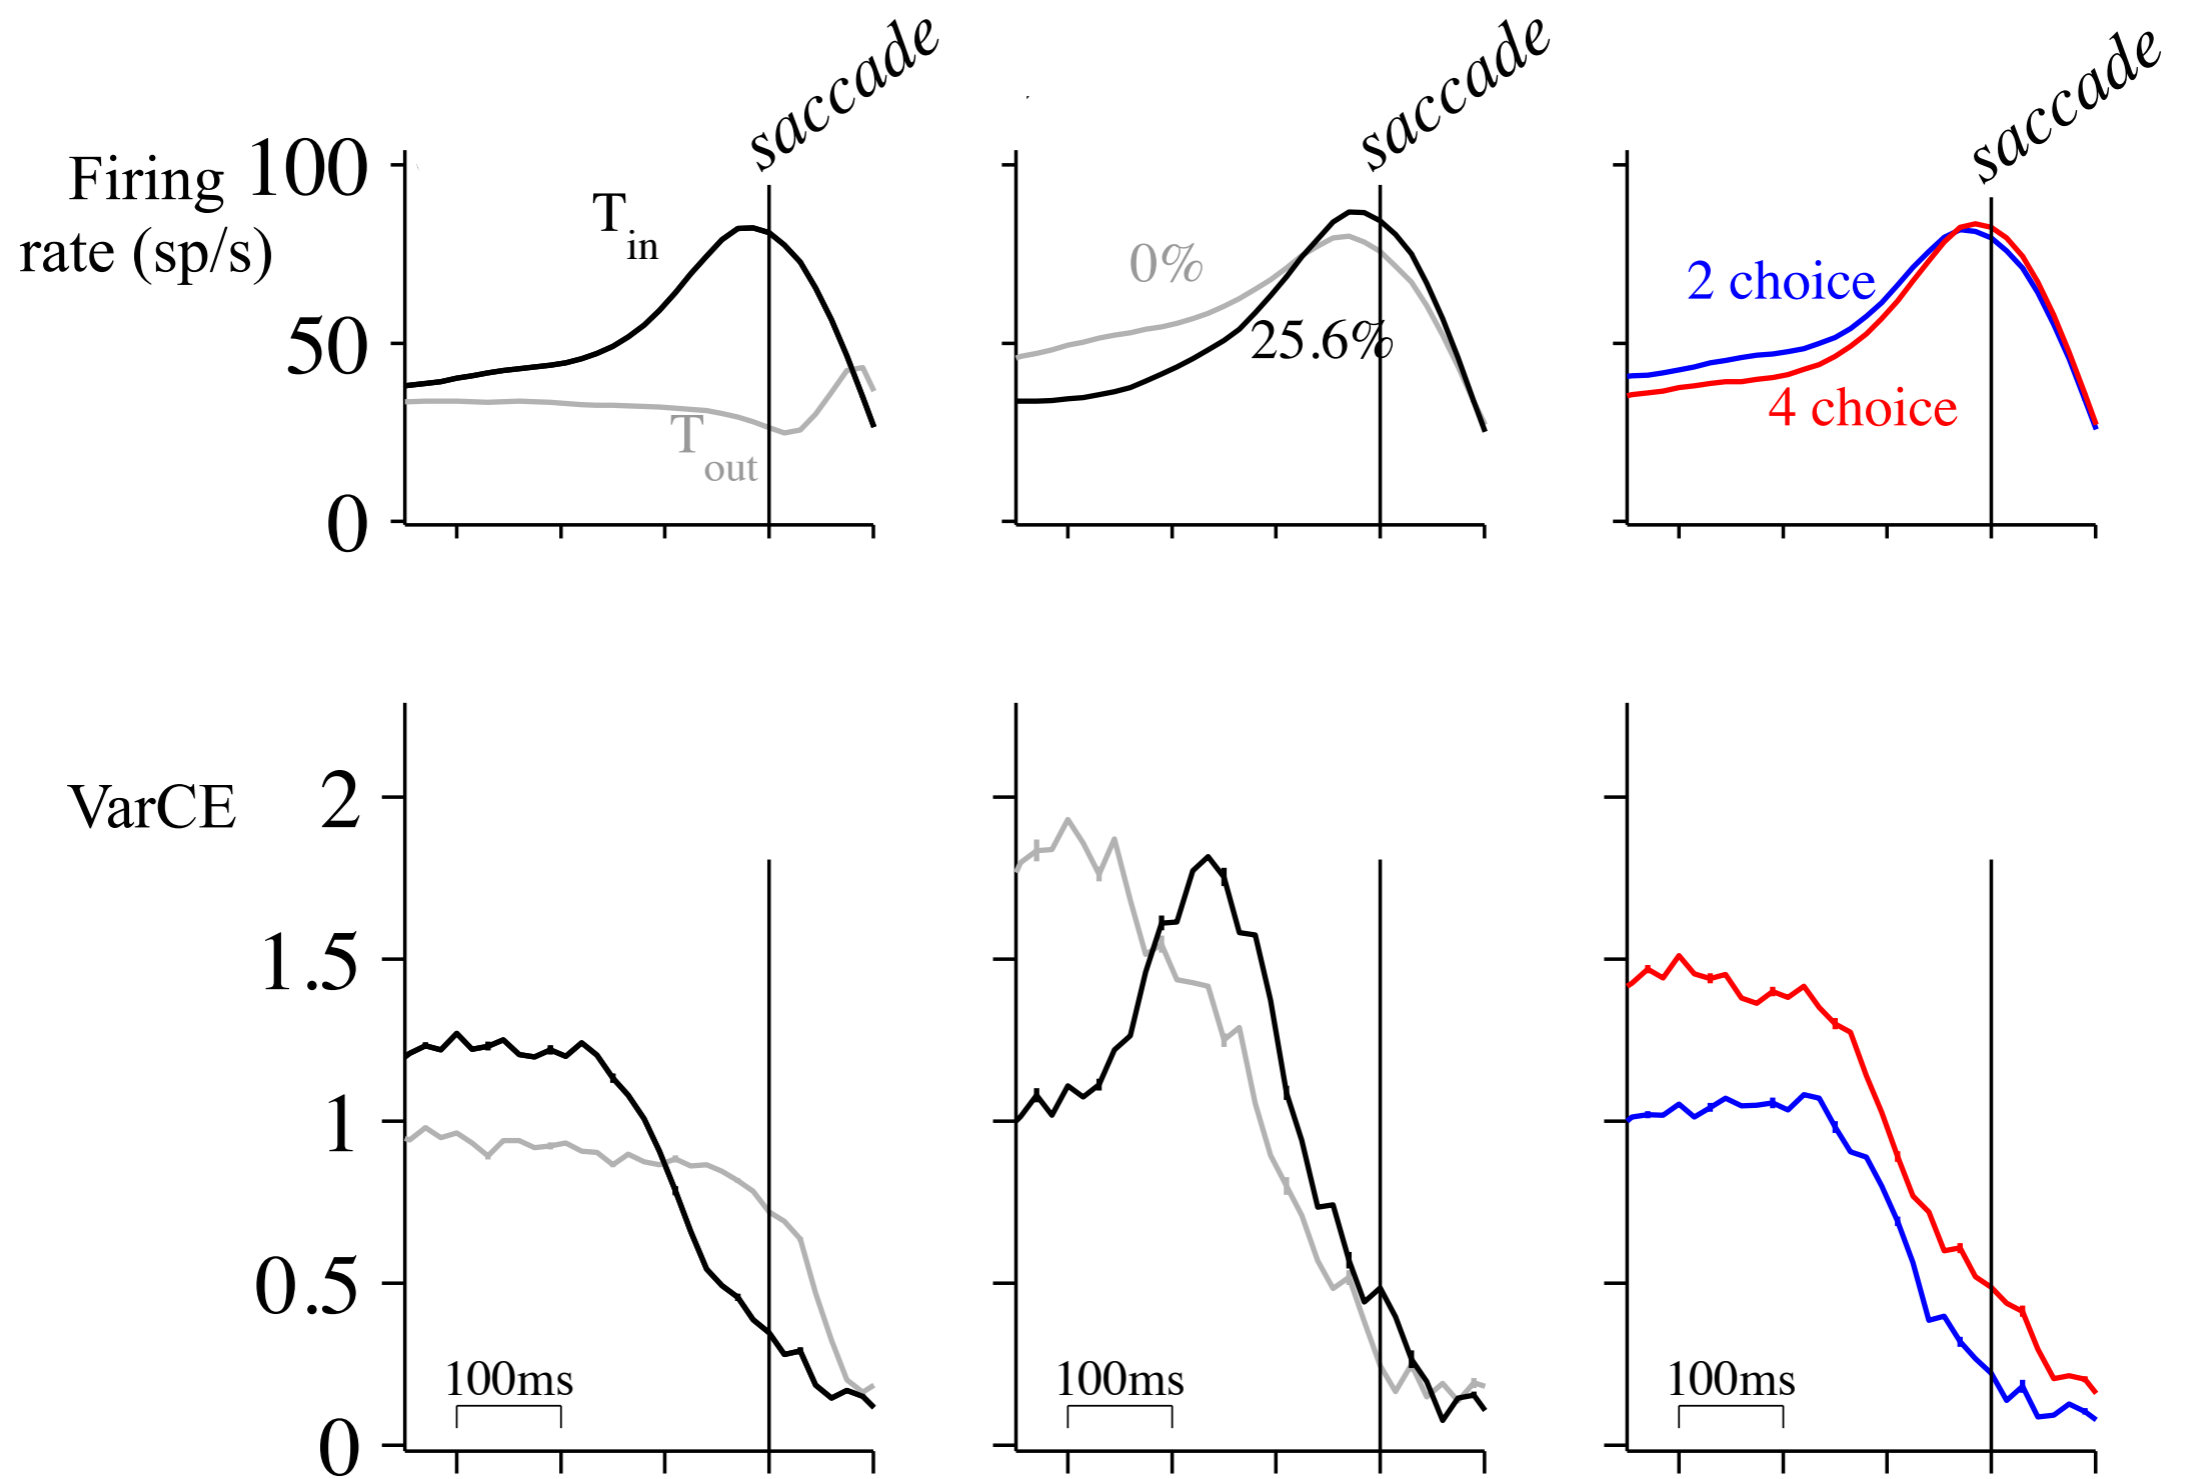 saccade
saccade
saccade
Firing
rate (sp/s)
100
50
0
T in
T out
0%
25.6%
2 choice
4 choice
VarCE
2
1.5
1
0.5
0
100ms
100ms
100ms